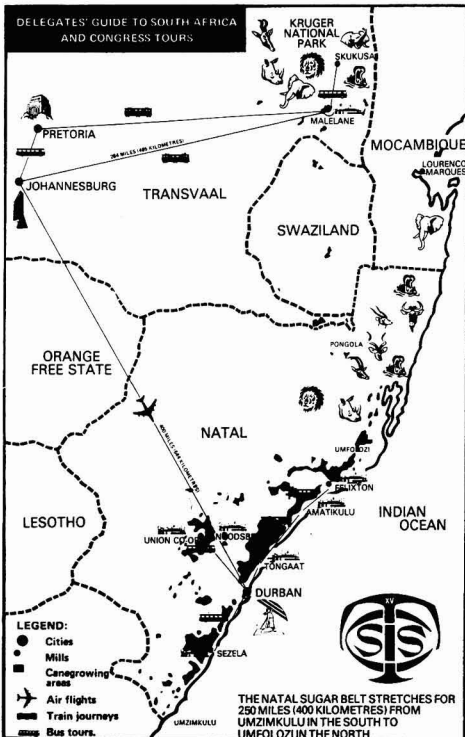 DELEGATES' GUIDE TO SOUTH AFRICA
AND CONGRESS TOURS
KRUGER
NATIONAL
PARK
SKUKUSA
MALELANE
PRETORIA
MOCAMBIQUE
LOURENCO
MARQUES
JOHANNESBURG
TRANSVAAL
SWAZILAND
PONGOLA
ORANGE
FREE STATE
NATAL
UMFOLOZI
FELIXTON
AMATIKULU
INDIAN
OCEAN
LESOTHO
UNION CO-OP
TONGAAT
DURBAN
SEZELA
UMZIMKULU
LEGEND:
Cities
Mills
Canegrowing
areas
Air flights
Train journeys
Bus tours.
XV
THE NATAL SUGAR BELT STRETCHES FOR
250 MILES (400 KILOMETRES) FROM
UMZIMKULU IN THE SOUTH TO
UMFOLOZI IN THE NORTH